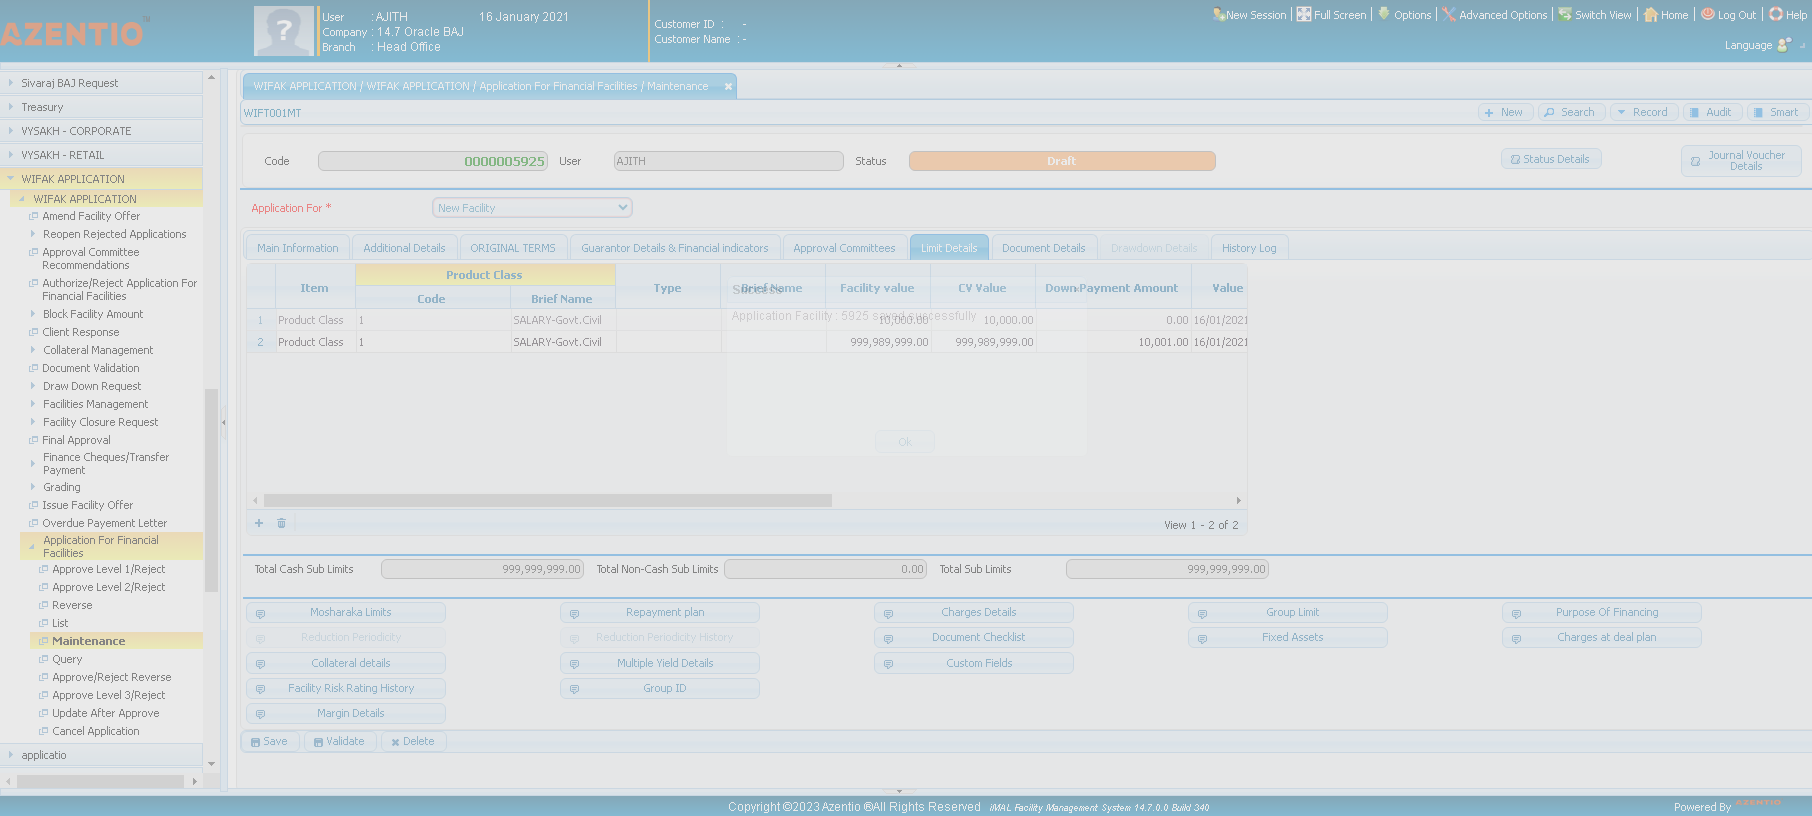 AZENTIO™
User : AJITH 16 January 2021
Company : 14.7 Oracle BAJ
Branch : Head Office
Customer ID : -
Customer Name : -
New Session Full Screen Options Advanced Options Switch View Home Log Out Help
Language
Sivaraj BAJ Request
Treasury
VYSAKH - CORPORATE
VYSAKH - RETAIL
WIFAK APPLICATION
WIFAK APPLICATION
Amend Facility Offer
Reopen Rejected Applications
Approval Committee
Recommendations
Authorize/Reject Application For
Financial Facilities
Block Facility Amount
Client Response
Collateral Management
Document Validation
Draw Down Request
Facilities Management
Facility Closure Request
Final Approval
Finance Cheques/Transfer
Payment
Grading
Issue Facility Offer
Overdue Payement Letter
Application For Financial
Facilities
Approve Level 1/Reject
Approve Level 2/Reject
Reverse
List
Maintenance
Query
Approve/Reject Reverse
Approve Level 3/Reject
Update After Approve
Cancel Application
applicatio
WIFAK APPLICATION / WIFAK APPLICATION / Application For Financial Facilities / Maintenance
WIFT001MT
New Search Record Audit Smart
Code 0000005925 User AJITH Status Draft Status Details Journal Voucher
Details
Application For * New Facility
Main Information Additional Details ORIGINAL TERMS Guarantor Details & Financial indicators Approval Committees Limit Details Document Details Drawdown Details History Log
Item Product Class Type Brief Name Facility value CV Value Down Payment Amount Value
Code Brief Name
1 Product Class 1 SALARY-Govt.Civil 10,000.00 10,000.00 0.00 16/01/2021
2 Product Class 1 SALARY-Govt.Civil 999,989,999.00 999,989,999.00 10,001.00 16/01/2021
Success
Application Facility : 5925 saved successfully
Ok
View 1 - 2 of 2
Total Cash Sub Limits 999,999,999.00 Total Non-Cash Sub Limits 0.00 Total Sub Limits 999,999,999.00
Mosharaka Limits Repayment plan Charges Details Group Limit Purpose Of Financing
Reduction Periodicity Reduction Periodicity History Document Checklist Fixed Assets Charges at deal plan
Collateral details Multiple Yield Details Custom Fields
Facility Risk Rating History Group ID
Margin Details
Save Validate Delete
Copyright ©2023 Azentio ®All Rights Reserved iMAL Facility Management System 14.7.0.0 Build 340
Powered By AZENTIO